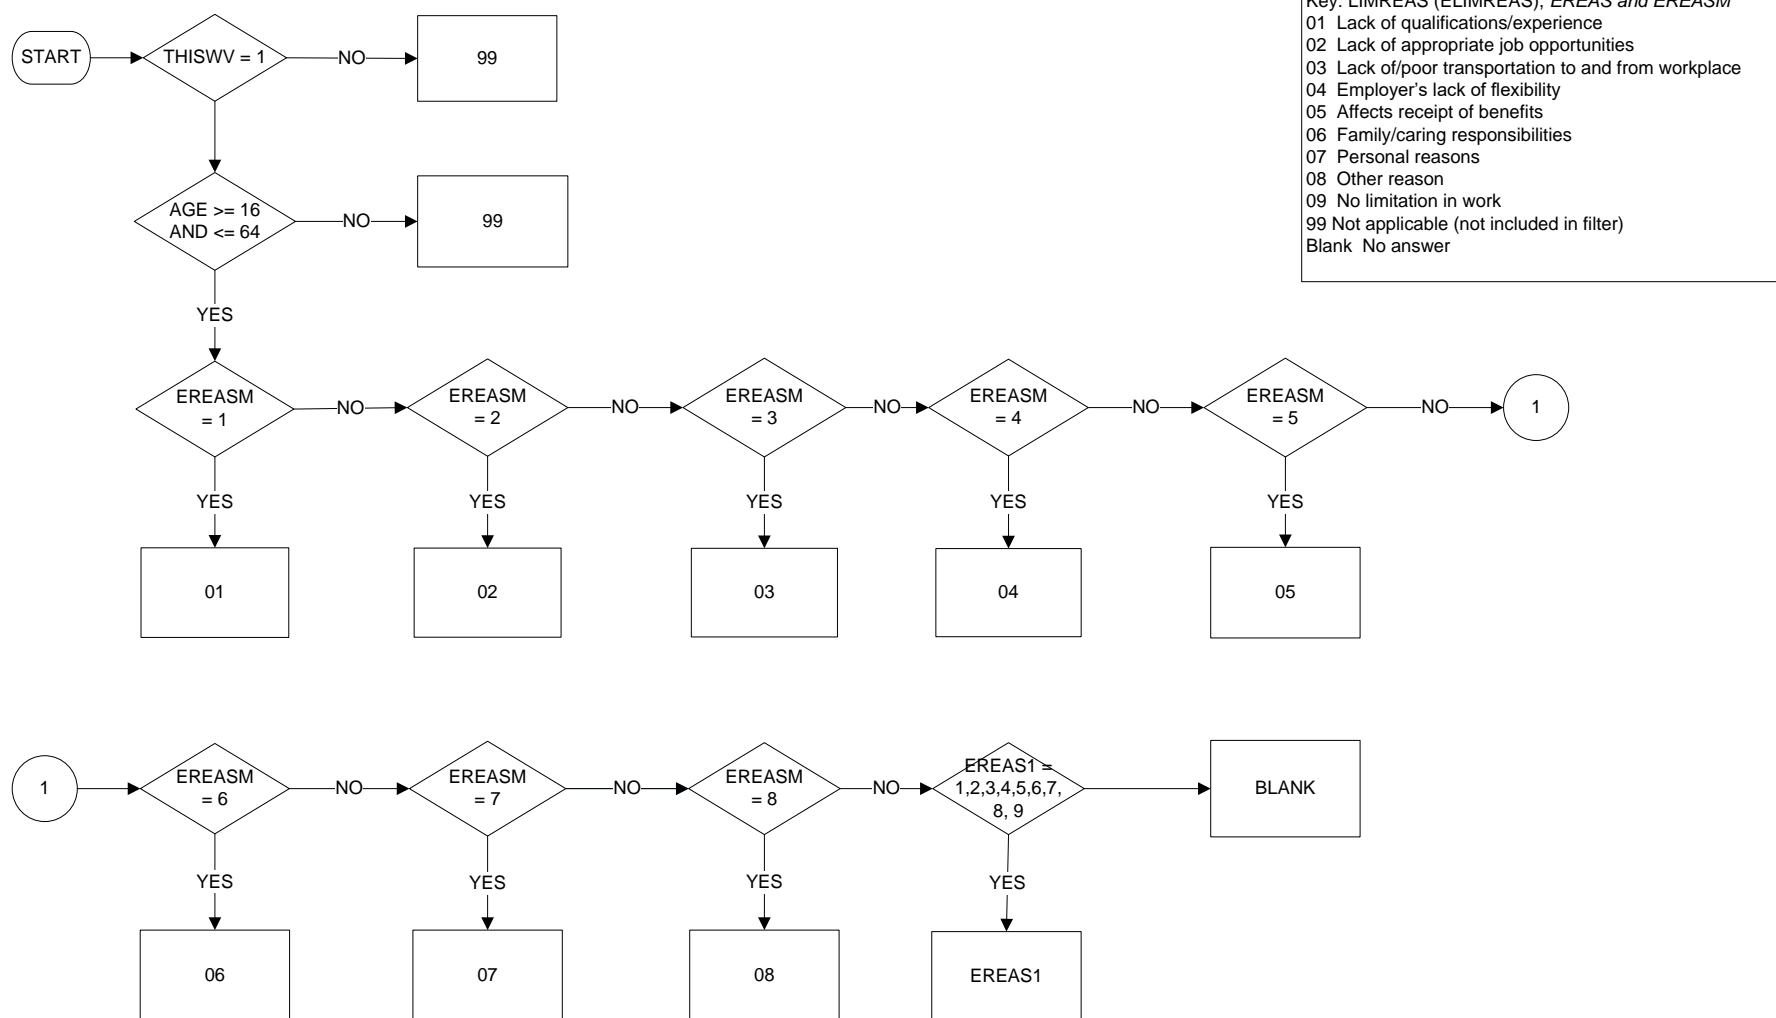 Key: LIMREAS (ELIMREAS), EREAS and EREASM
01 Lack of qualifications/experience
02 Lack of appropriate job opportunities
03 Lack of/poor transportation to and from workplace
04 Employer's lack of flexibility
05 Affects receipt of benefits
06 Family/caring responsibilities
07 Personal reasons
08 Other reason
09 No limitation in work
99 Not applicable (not included in filter)
Blank No answer
START
THISWV = 1
NO
99
AGE >= 16
AND <= 64
NO
99
YES
EREASM
= 1
NO
EREASM
= 2
NO
EREASM
= 3
NO
EREASM
= 4
NO
EREASM
= 5
NO
1
YES
YES
YES
YES
YES
01
02
03
04
05
1
EREASM
= 6
NO
EREASM
= 7
NO
EREASM
= 8
NO
EREAS1 =
1,2,3,4,5,6,7,
8, 9
BLANK
YES
YES
YES
YES
06
07
08
EREAS1